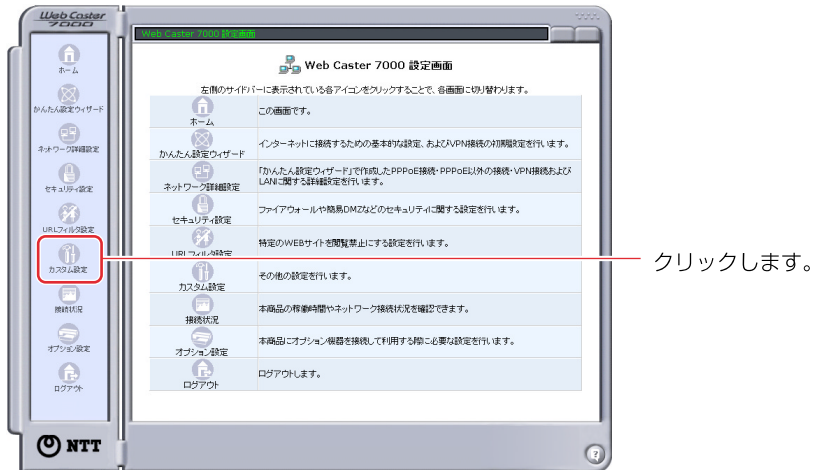 Web Caster
7000
Web Caster 7000 設定画面
Web Caster 7000 設定画面
左側のサイドバーに表示されている各アイコンをクリックすることで、各画面に切り替わります。
ホーム
かんたん設定ウィザード
ネットワーク詳細設定
セキュリティ設定
URLフィルタ設定
カスタム設定
接続状況
オプション設定
ログアウト
ホーム
この画面です。
かんたん設定ウィザード
インターネットに接続するための基本的な設定、およびVPN接続の初期設定を行います。
ネットワーク詳細設定
「かんたん設定ウィザード」で作成したPPPoE接続・PPPoE以外の接続・VPN接続および
LANに関する詳細設定を行います。
セキュリティ設定
ファイアウォールや簡易DMZなどのセキュリティに関する設定を行います。
URLフィルタ設定
特定のWEBサイトを閲覧禁止にする設定を行います。
カスタム設定
その他の設定を行います。
接続状況
本商品の稼働時間やネットワーク接続状況を確認できます。
オプション設定
本商品にオプション機器を接続して利用する際に必要な設定を行います。
ログアウト
ログアウトします。
クリックします。
NTT
?